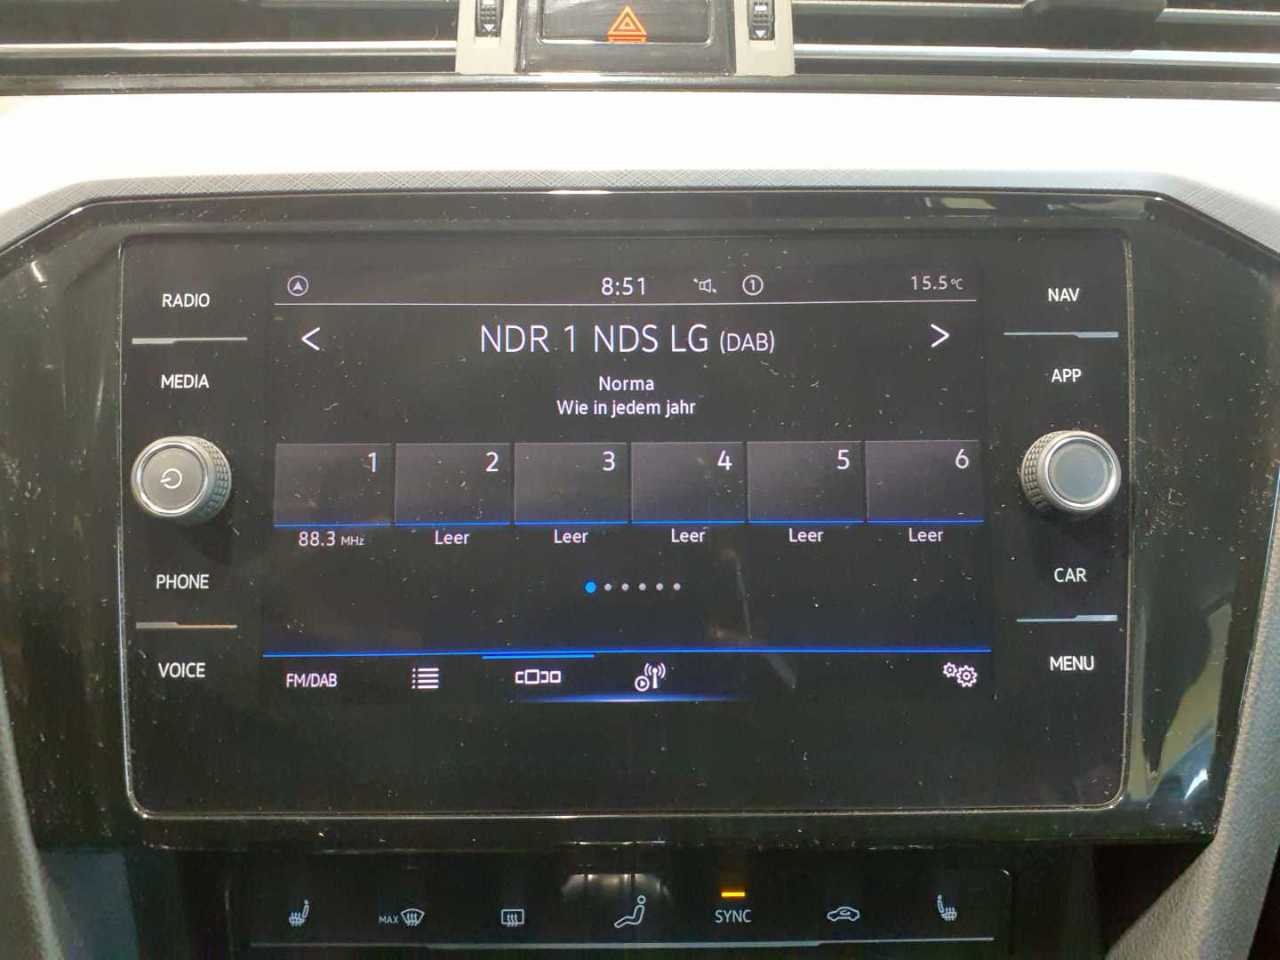 RADIO
MEDIA
PHONE
VOICE
8:51
1
15.5°C
< NDR 1 NDS LG (DAB) >
Norma
Wie in jedem jahr
1 2 3 4 5 6
88.3 MHz Leer Leer Leer Leer Leer
FM/DAB
NAV
APP
CAR
MENU
MAX
SYNC